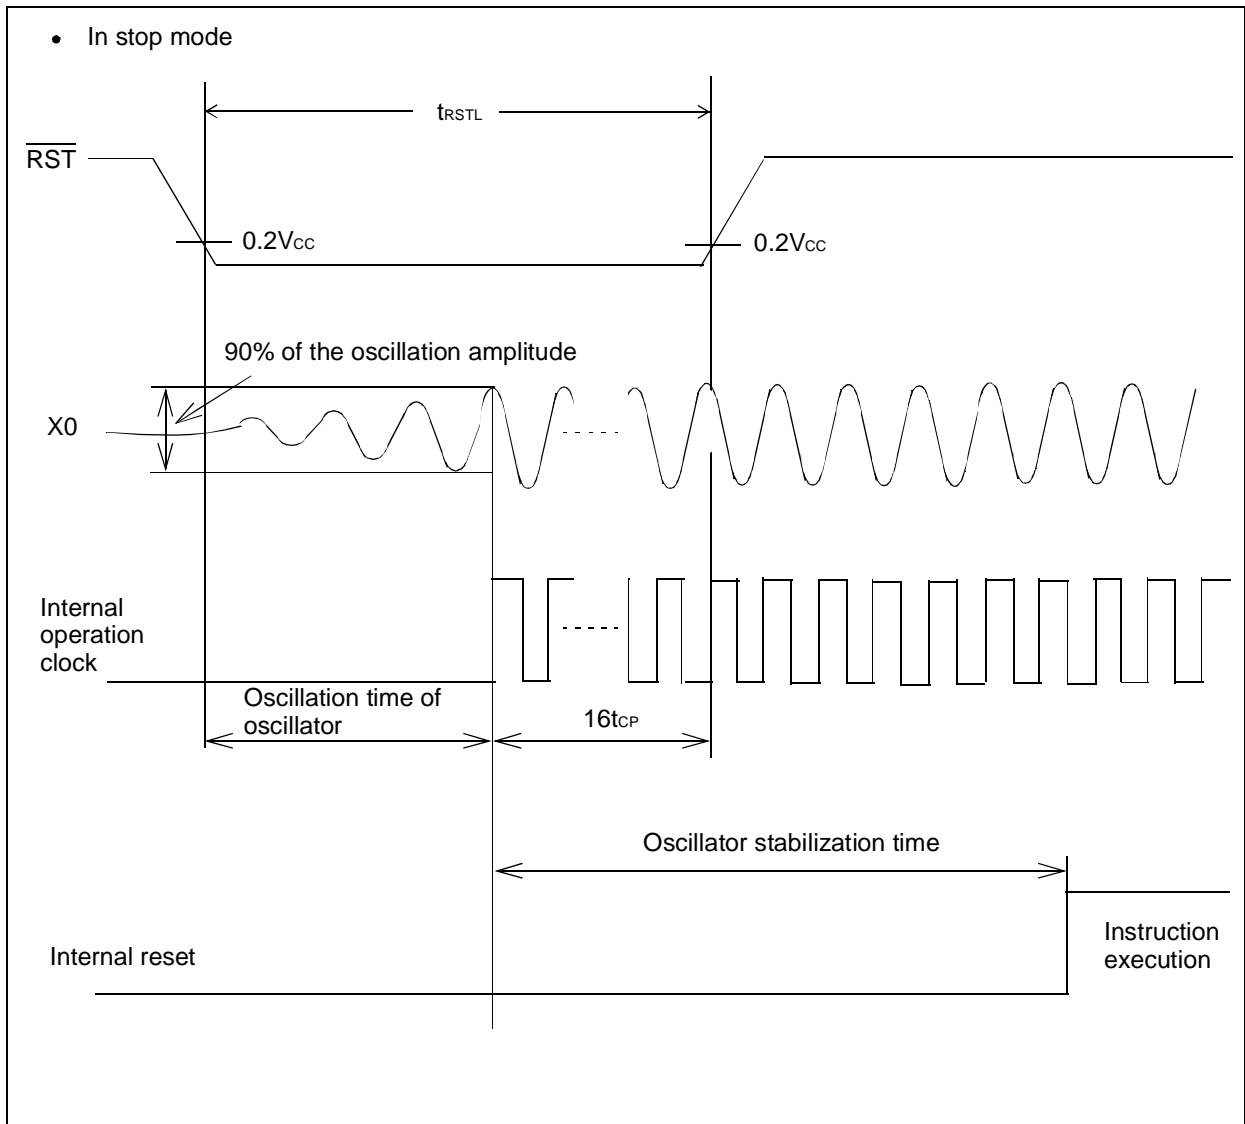 • In stop mode
tRSTL
RST
0.2VCC
0.2VCC
90% of the oscillation amplitude
X0
Internal
operation
clock
Oscillation time of
oscillator
16tCP
Oscillator stabilization time
Instruction
execution
Internal reset